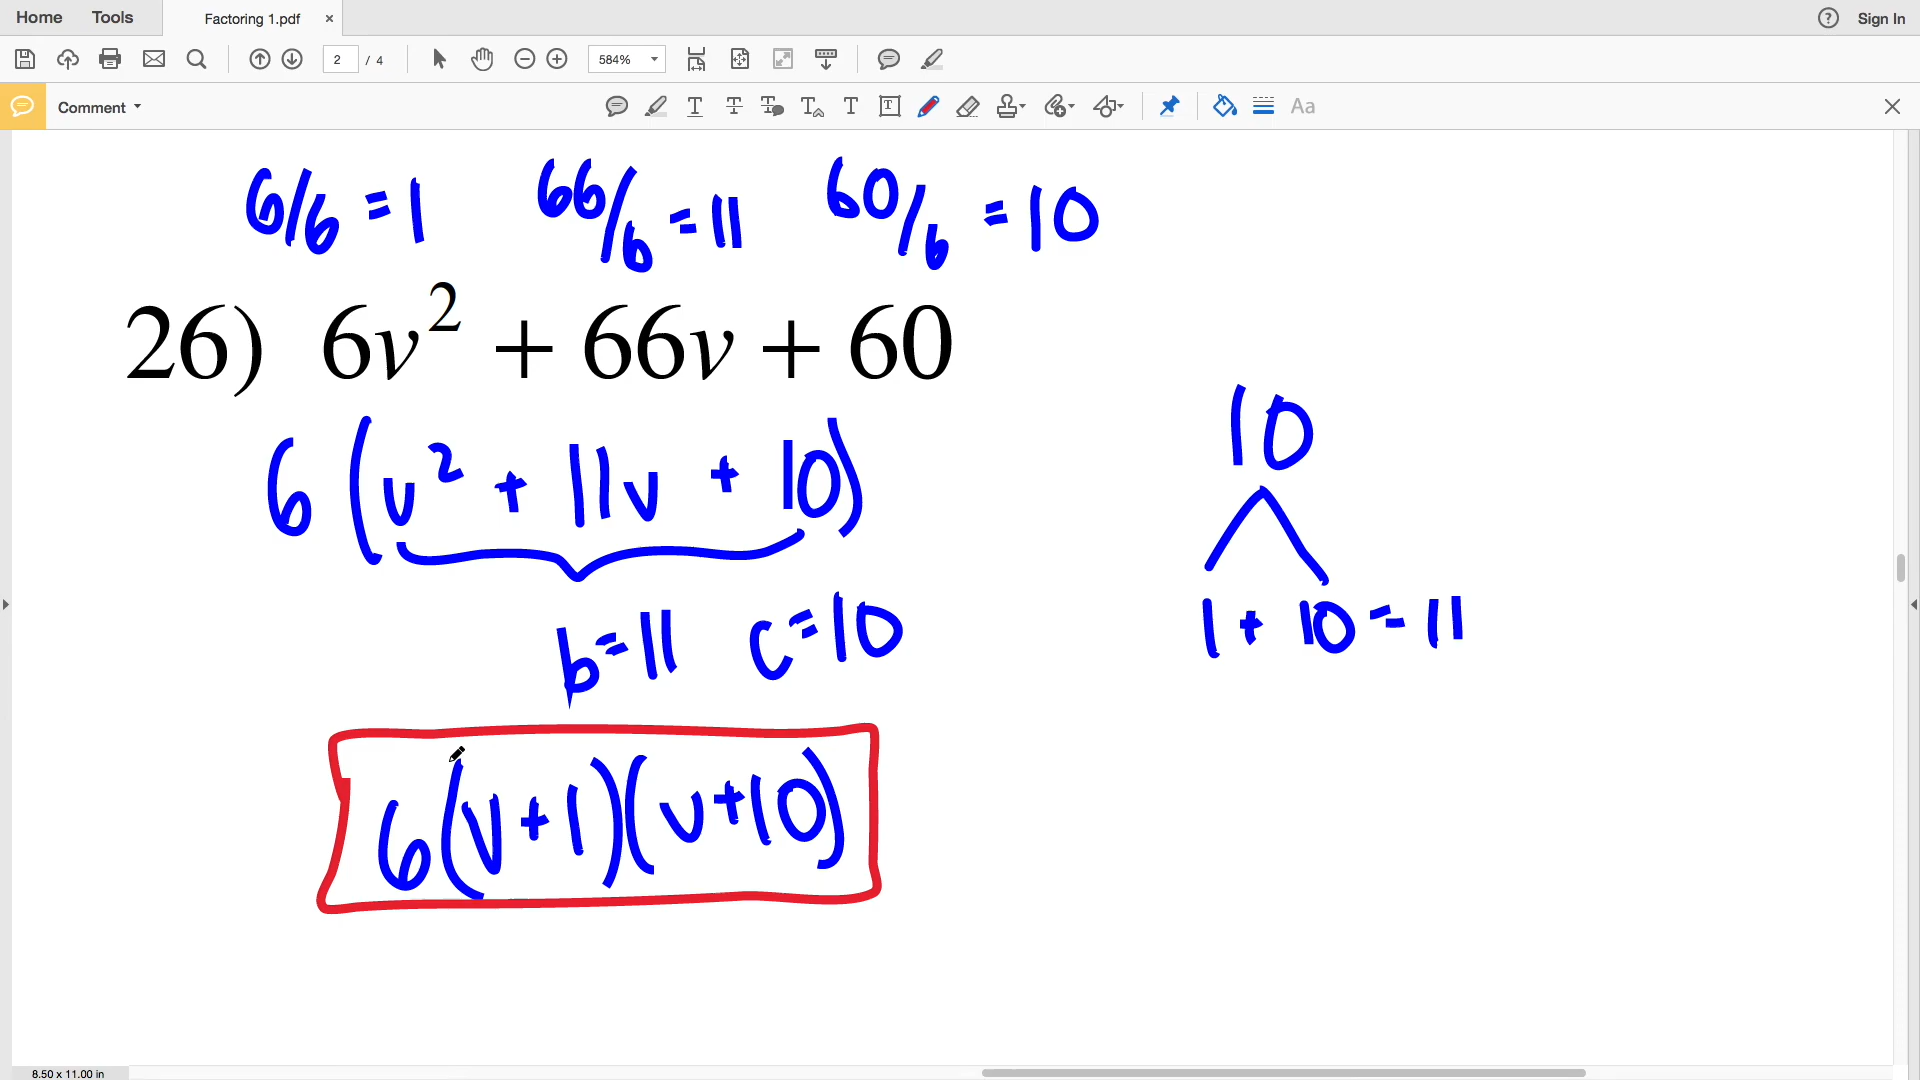 Home Tools Factoring 1.pdf × ? Sign In
2 / 4 584%
Comment Aa
6/6 = 1 66/6 = 11 60/6 = 10
26) 6v² + 66v + 60
6 (v² + 11v + 10)
10
1 + 10 = 11
b = 11 c = 10
6(v+1)(v+10)
8.50 x 11.00 in